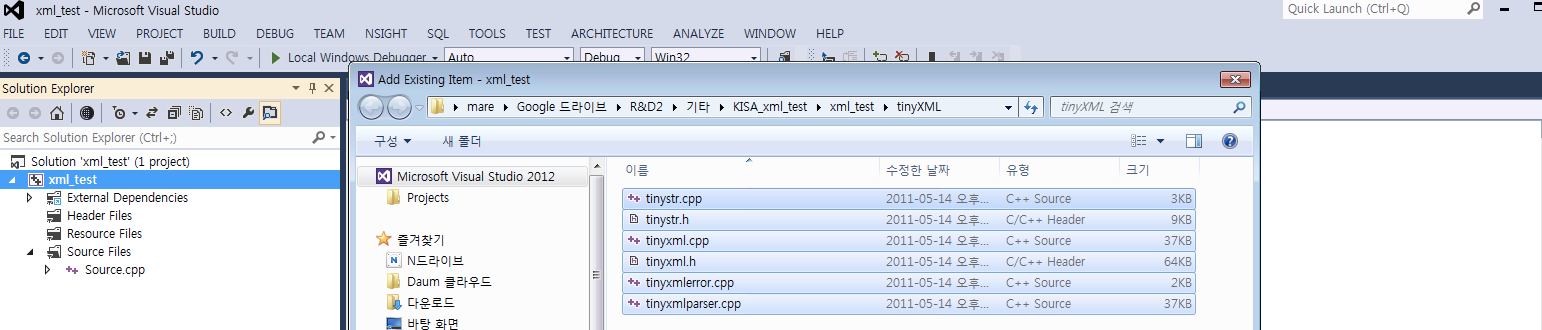 xml_test - Microsoft Visual Studio
Quick Launch (Ctrl+Q)
FILE EDIT VIEW PROJECT BUILD DEBUG TEAM NSIGHT SQL TOOLS TEST ARCHITECTURE ANALYZE WINDOW HELP
Local Windows Debugger Auto Debug Win32
Solution Explorer
Search Solution Explorer (Ctrl+;)
Solution 'xml_test' (1 project)
xml_test
External Dependencies
Header Files
Resource Files
Source Files
Source.cpp
Add Existing Item - xml_test
mare Google 드라이브 R&D2 기타 KISA_xml_test xml_test tinyXML
tinyXML 검색
구성 새 폴더
Microsoft Visual Studio 2012
Projects
즐겨찾기
N드라이브
Daum 클라우드
다운로드
바탕 화면
이름 수정한 날짜 유형 크기
tinystr.cpp 2011-05-14 오후... C++ Source 3KB
tinystr.h 2011-05-14 오후... C/C++ Header 9KB
tinyxml.cpp 2011-05-14 오후... C++ Source 37KB
tinyxml.h 2011-05-14 오후... C/C++ Header 64KB
tinyxmlerror.cpp 2011-05-14 오후... C++ Source 2KB
tinyxmlparser.cpp 2011-05-14 오후... C++ Source 37KB